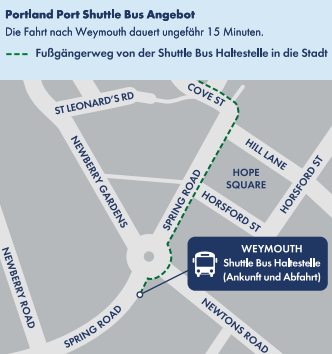 Portland Port Shuttle Bus Angebot
Die Fahrt nach Weymouth dauert ungefähr 15 Minuten.
Fußgängerweg von der Shuttle Bus Haltestelle in die Stadt
COVE ST
ST LEONARD'S RD
HILL LANE
NEWBERRY GARDENS
HOPE
SQUARE
SPRING ROAD
HORSFORD ST
HORSFORD ST
WEYMOUTH
Shuttle Bus Haltestelle
(Ankunft und Abfahrt)
NEWBERRY ROAD
SPRING ROAD
NEWTONS ROAD